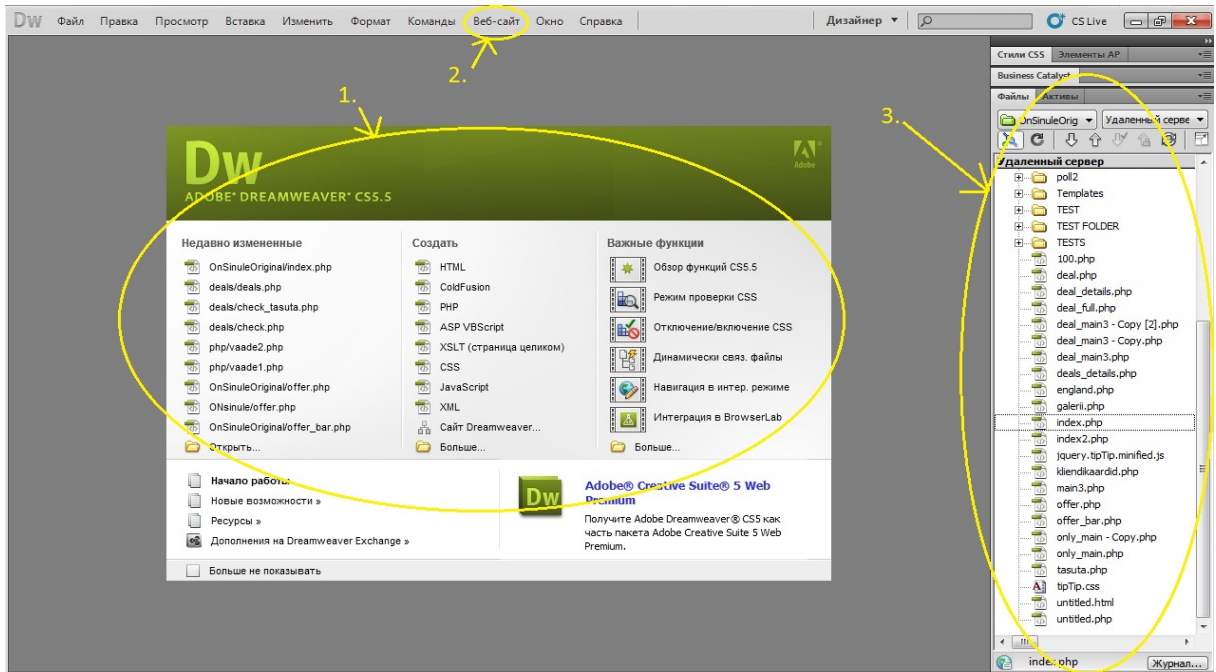 DW Файл Правка Просмотр Вставка Изменить Формат Команды Веб-сайт Окно Справка Дизайнер CS Live
2.
1.
3.
Dw
Adobe
ADOBE® DREAMWEAVER® CS5.5
Недавно измененные
OnSinuleOriginal/index.php
deals/deals.php
deals/check_tasuta.php
deals/check.php
php/vaade2.php
php/vaade1.php
OnSinuleOriginal/offer.php
ONsinule/offer.php
OnSinuleOriginal/offer_bar.php
Открыть...
Создать
HTML
ColdFusion
PHP
ASP VBScript
XSLT (страница целиком)
CSS
JavaScript
XML
Сайт Dreamweaver...
Больше...
Важные функции
Обзор функций CS5.5
Режим проверки CSS
Отключение/включение CSS
Динамически связ. файлы
Навигация в интер. режиме
Интеграция в BrowserLab
Больше...
Начало работы
Новые возможности »
Ресурсы »
Дополнения на Dreamweaver Exchange »
Dw
Adobe® Creative Suite® 5 Web
Premium
Получите Adobe Dreamweaver® CS5 как
часть пакета Adobe Creative Suite 5 Web
Premium.
Больше не показывать
Стили CSS Элементы AP
Business Catalyst
Файлы Активы
OnSinuleOrig Удаленный серве
Удаленный сервер
poll2
Templates
TEST
TEST FOLDER
TESTS
100.php
deal.php
deal_details.php
deal_full.php
deal_main3 - Copy [2].php
deal_main3 - Copy.php
deal_main3.php
deals_details.php
england.php
galerii.php
index.php
index2.php
jquery.tipTip.minified.js
kliendikaardid.php
main3.php
offer.php
offer_bar.php
only_main - Copy.php
only_main.php
tasuta.php
tipTip.css
untitled.html
untitled.php
index.php Журнал...